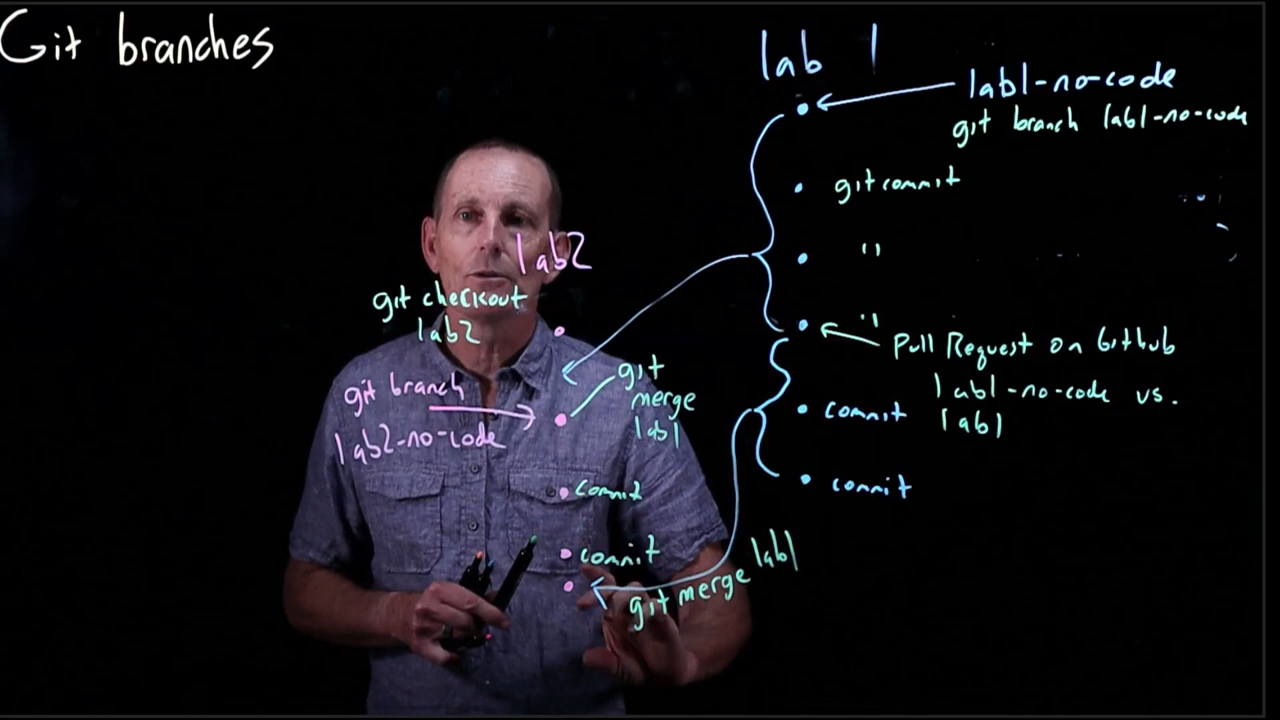 Git branches
lab 1
lab1-no-code
git branch lab1-no-code
git commit
"
"
Pull Request on Github
lab1-no-code vs.
lab1
commit
commit
lab2
git checkout
lab2
git branch
lab2-no-code
git
merge
lab1
commit
commit
git merge lab1